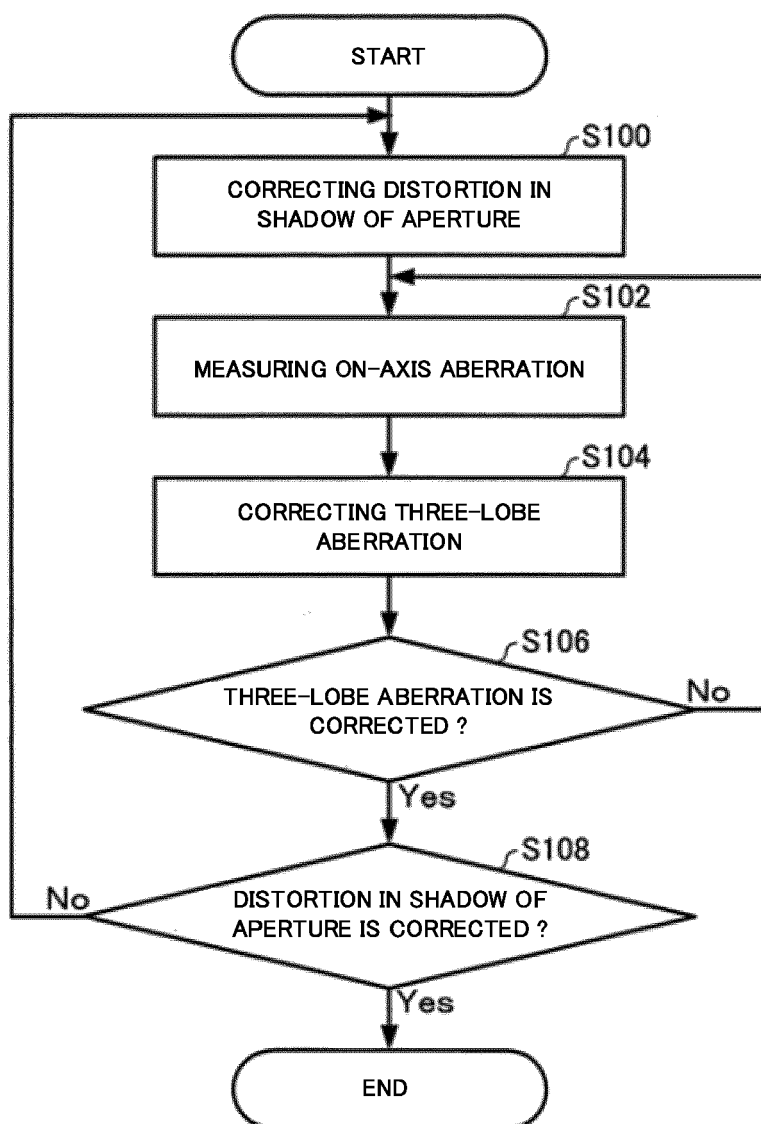 START
S100
CORRECTING DISTORTION IN
SHADOW OF APERTURE
S102
MEASURING ON-AXIS ABERRATION
S104
CORRECTING THREE-LOBE
ABERRATION
S106
THREE-LOBE ABERRATION IS
CORRECTED ?
No
Yes
S108
No
DISTORTION IN SHADOW OF
APERTURE IS CORRECTED ?
Yes
END